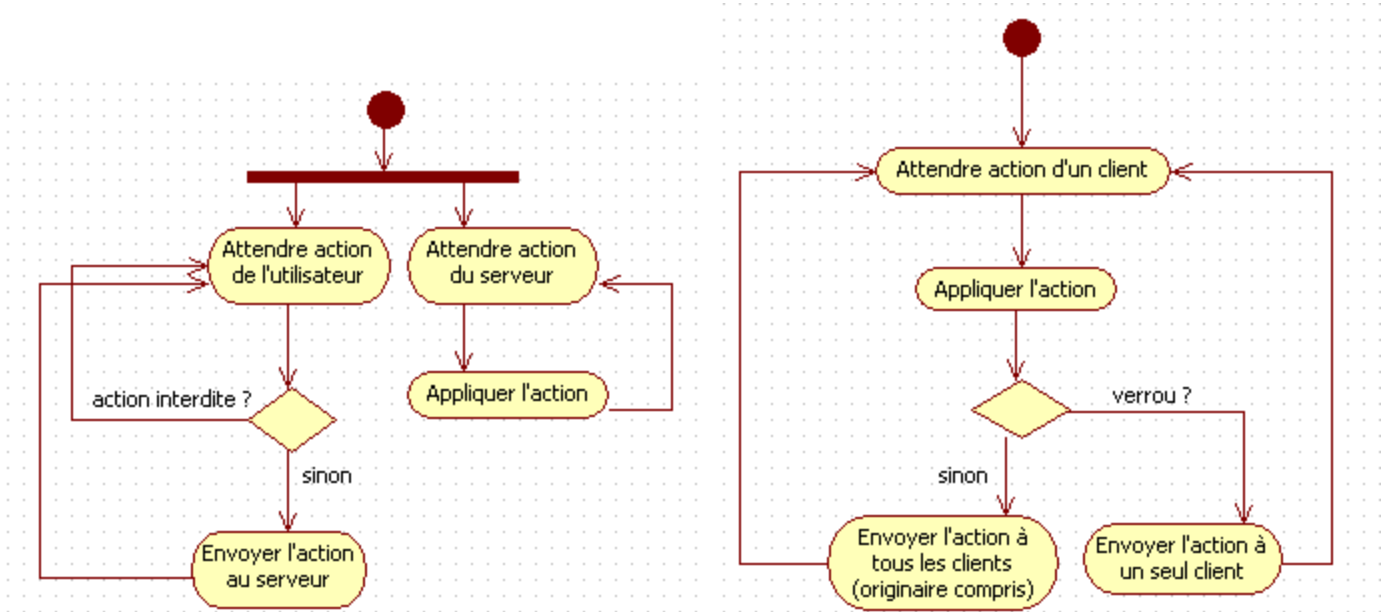 Attendre action
de l'utilisateur
Attendre action
du serveur
action interdite ?
Appliquer l'action
sinon
Envoyer l'action
au serveur
Attendre action d'un client
Appliquer l'action
verrou ?
sinon
Envoyer l'action à
tous les clients
(originaire compris)
Envoyer l'action à
un seul client